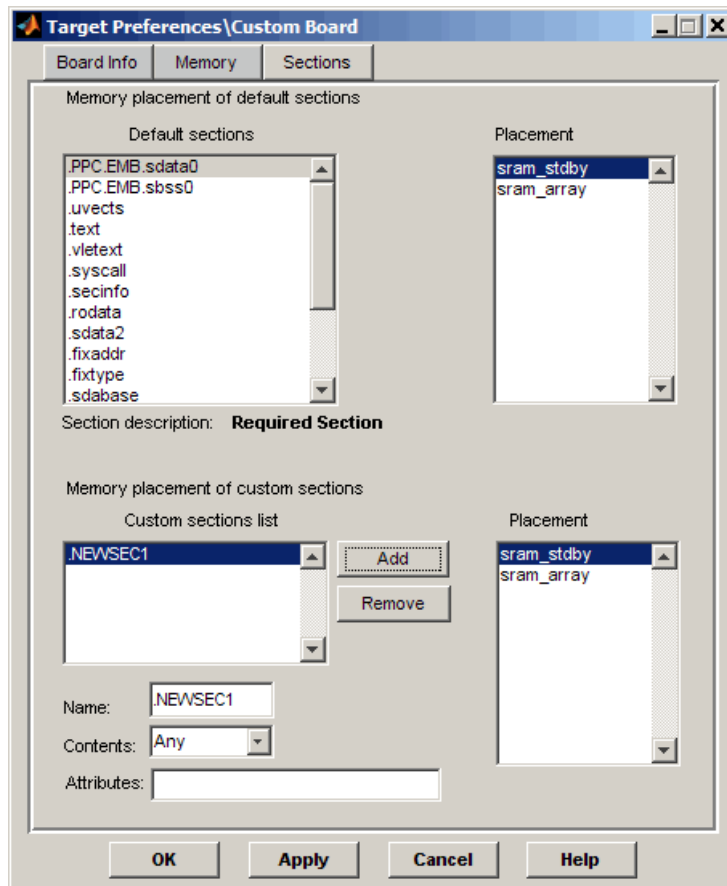 Target Preferences\Custom Board
Board Info Memory Sections
Memory placement of default sections
Default sections Placement
.PPC.EMB.sdata0
.PPC.EMB.sbss0
.uvects
.text
.vletext
.syscall
.secinfo
.rodata
.sdata2
.fixaddr
.fixtype
.sdabase
sram_stdby
sram_array
Section description: Required Section
Memory placement of custom sections
Custom sections list Placement
.NEWSEC1
Add
Remove
sram_stdby
sram_array
Name: .NEWSEC1
Contents: Any
Attributes:
OK Apply Cancel Help